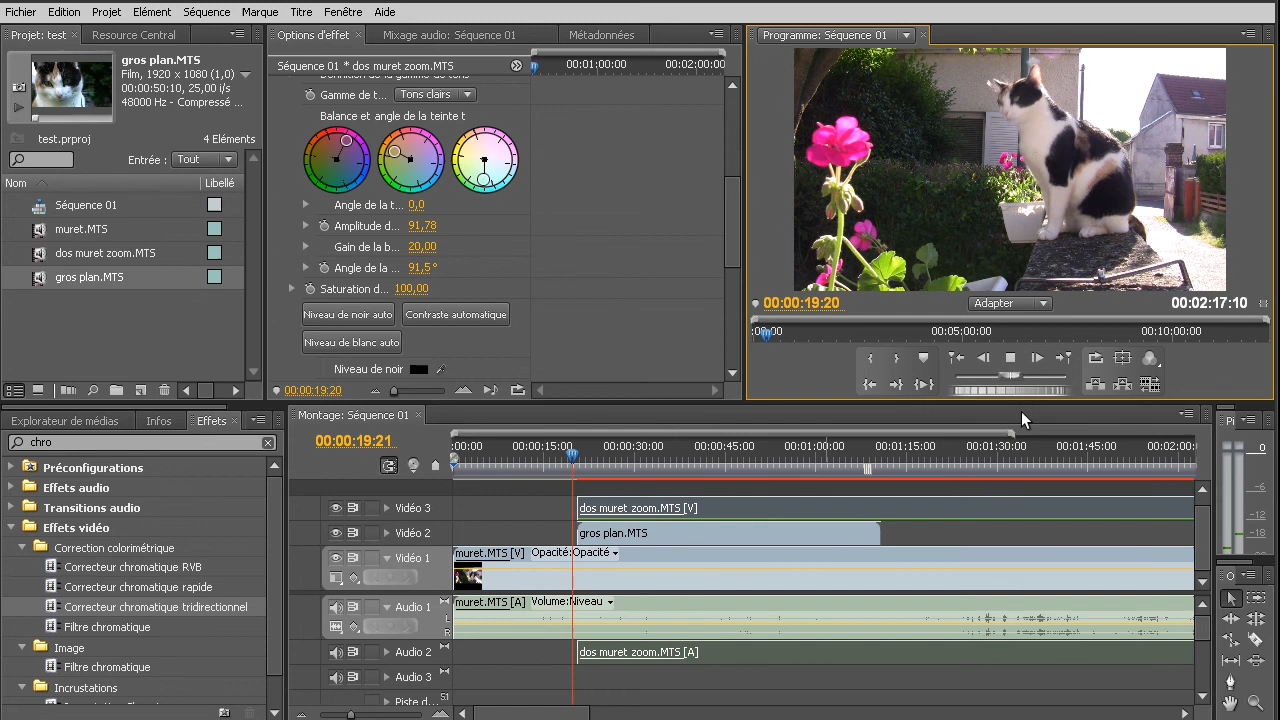 Fichier Edition Projet Elément Séquence Marque Titre Fenêtre Aide
Projet: test × Resource Central
gros plan.MTS
Film, 1920 x 1080 (1,0)
00:00:50:10, 25,00 i/s
48000 Hz - Compressé ...
test.prproj 4 Eléments
Entrée : Tout
Nom Libellé
Séquence 01
muret.MTS
dos muret zoom.MTS
gros plan.MTS
Options d'effet × Mixage audio: Séquence 01 Métadonnées
Séquence 01 * dos muret zoom.MTS
00:01:00:00 00:02:00:00
Gamme de t... Tons clairs
Balance et angle de la teinte t
Angle de la t... 0,0
Amplitude d... 91,78
Gain de la b... 20,00
Angle de la ... 91,5 °
Saturation d... 100,00
Niveau de noir auto Contraste automatique
Niveau de blanc auto
Niveau de noir
00:00:19:20
Programme: Séquence 01 ×
00:00:19:20 Adapter 00:02:17:10
:00:00 00:05:00:00 00:10:00:00
Explorateur de médias Infos Effets ×
chro
Préconfigurations
Effets audio
Transitions audio
Effets vidéo
Correction colorimétrique
Correcteur chromatique RVB
Correcteur chromatique rapide
Correcteur chromatique tridirectionnel
Filtre chromatique
Image
Filtre chromatique
Incrustations
Montage: Séquence 01 ×
00:00:19:21
:00:00 00:00:15:00 00:00:30:00 00:00:45:00 00:01:00:00 00:01:15:00 00:01:30:00 00:01:45:00 00:02:00:0
Vidéo 3 dos muret zoom.MTS [V]
Vidéo 2 gros plan.MTS
Vidéo 1 muret.MTS [V] Opacité:Opacité
Audio 1 muret.MTS [A] Volume:Niveau
L
R
Audio 2 dos muret zoom.MTS [A]
Audio 3
Piste d...
Pi
0
-6
-12
-18
O